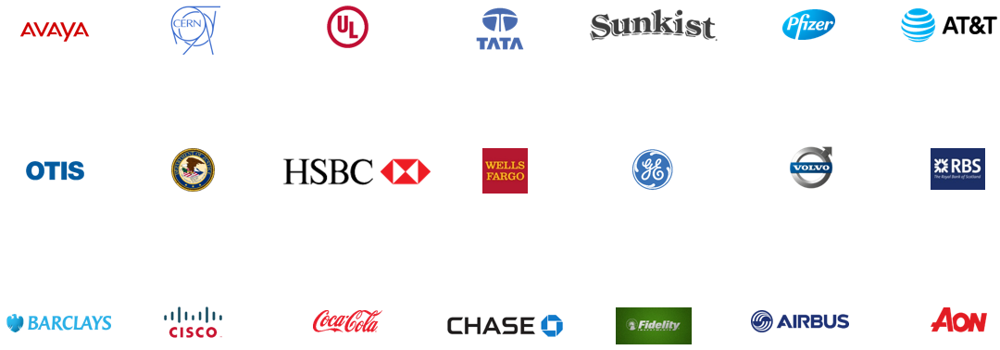 AVAYA
CERN
UL
TATA
Sunkist
Pfizer
AT&T
OTIS
HSBC
WELLS
FARGO
GE
VOLVO
RBS
The Royal Bank of Scotland
BARCLAYS
CISCO
Coca-Cola
CHASE
Fidelity
INVESTMENTS
AIRBUS
AON